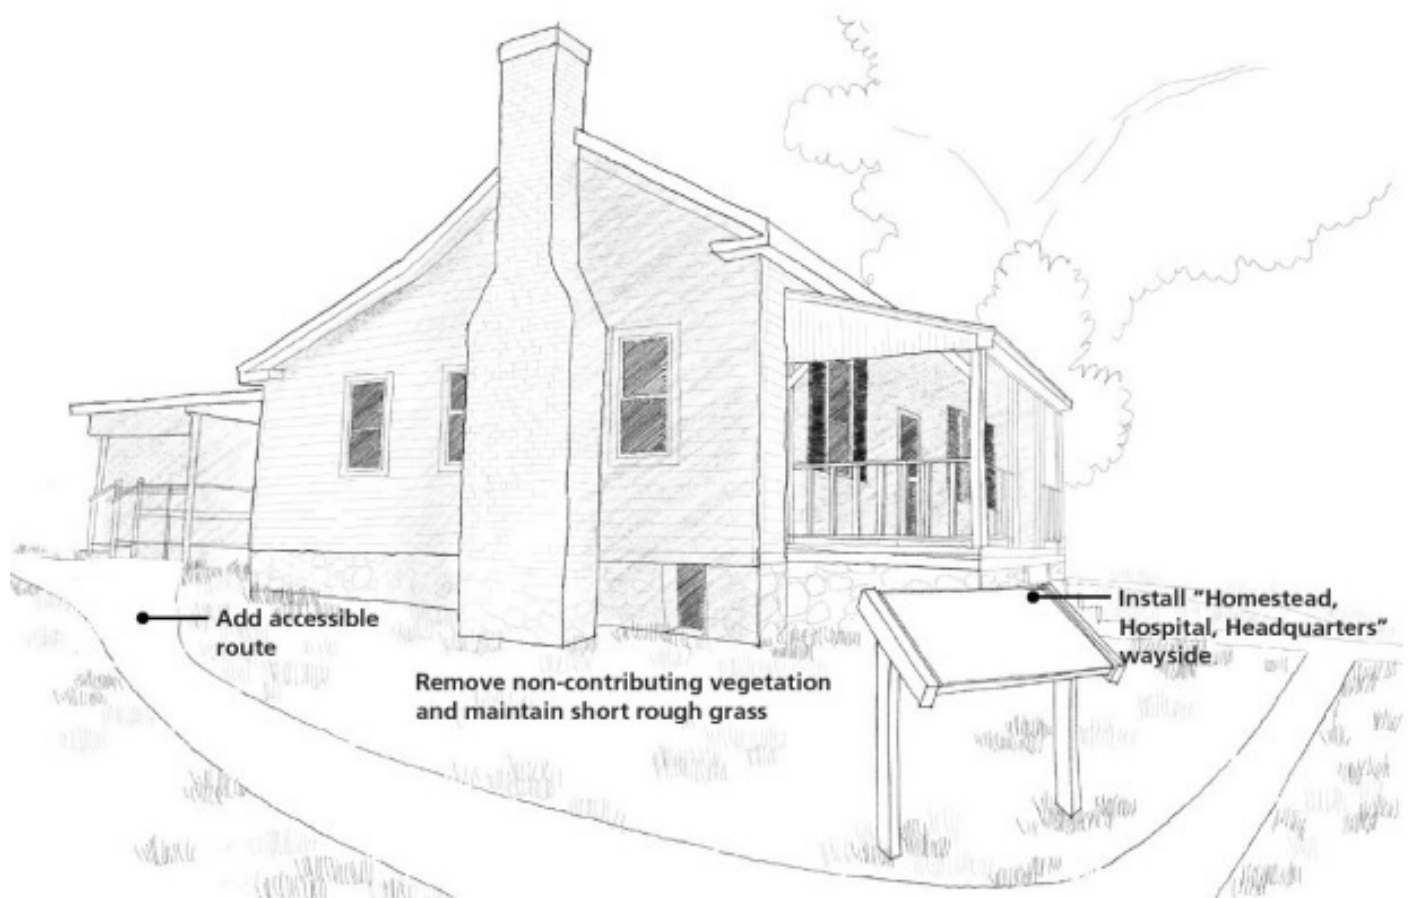 Add accessible
route
Remove non-contributing vegetation
and maintain short rough grass
Install "Homestead,
Hospital, Headquarters"
wayside